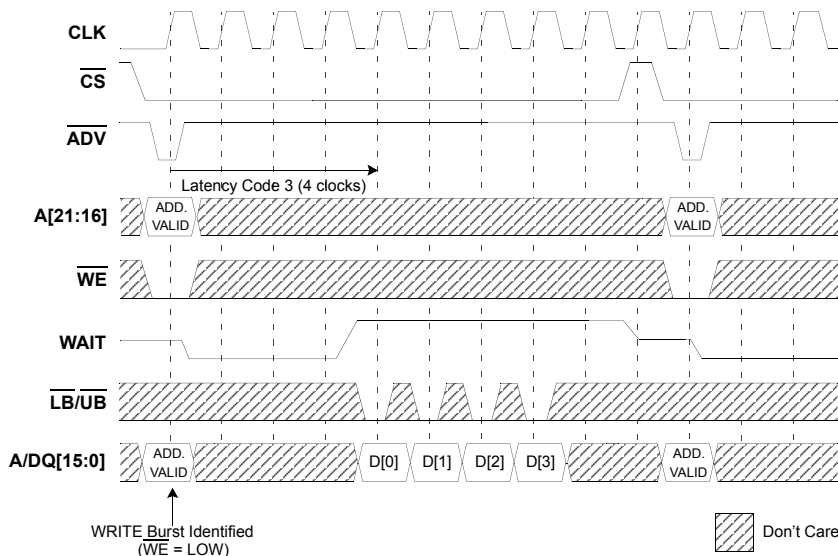 CLK
CS
ADV
Latency Code 3 (4 clocks)
A[21:16]
ADD.
VALID
ADD.
VALID
WE
WAIT
LB/UB
A/DQ[15:0]
ADD.
VALID
D[0]
D[1]
D[2]
D[3]
ADD.
VALID
WRITE Burst Identified
(WE = LOW)
Don't Care